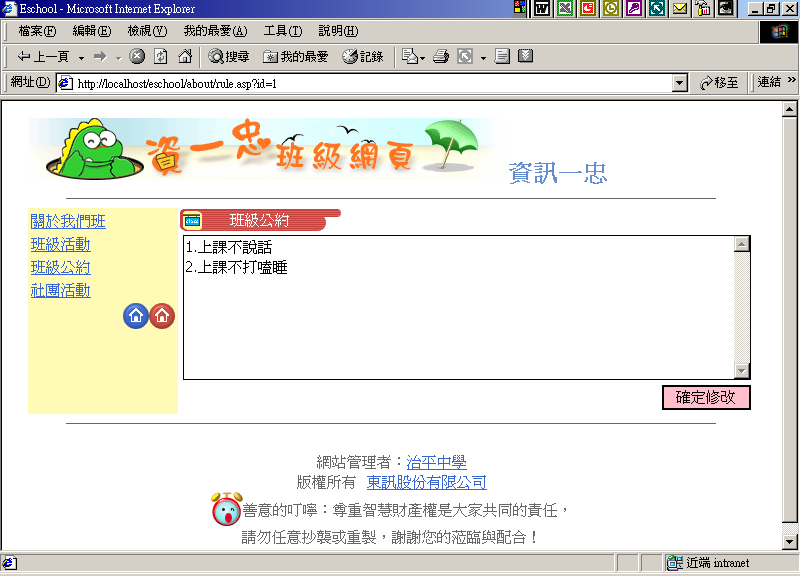 Eschool - Microsoft Internet Explorer
檔案(F) 編輯(E) 檢視(V) 我的最愛(A) 工具(T) 說明(H)
上一頁 搜尋 我的最愛 記錄
網址(D) http://localhost/eschool/about/rule.asp?id=1 移至 連結 »
資一忠班級網頁 資訊一忠
關於我們班
班級活動
班級公約
社團活動
班級公約
1.上課不說話
2.上課不打嗑睡
確定修改
網站管理者：治平中學
版權所有 東訊股份有限公司
善意的叮嚀：尊重智慧財產權是大家共同的責任，
請勿任意抄襲或重製，謝謝您的蒞臨與配合！
近端 intranet